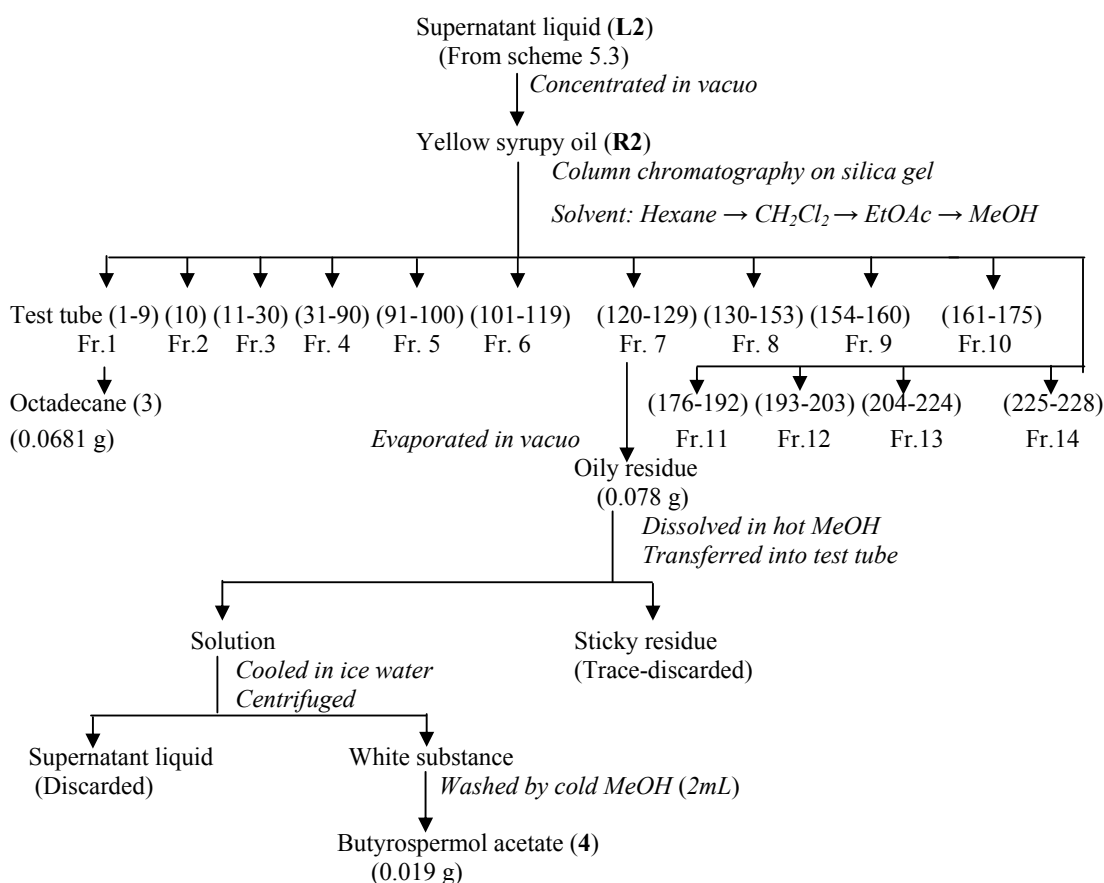 Supernatant liquid (L2)
(From scheme 5.3)
Concentrated in vacuo
Yellow syrupy oil (R2)
Column chromatography on silica gel
Solvent: Hexane → CH₂Cl₂ → EtOAc → MeOH
Test tube (1-9) (10) (11-30) (31-90) (91-100) (101-119) (120-129) (130-153) (154-160) (161-175)
Fr.1 Fr.2 Fr.3 Fr. 4 Fr. 5 Fr. 6 Fr. 7 Fr. 8 Fr. 9 Fr.10
Octadecane (3)
(0.0681 g)
(176-192) (193-203) (204-224) (225-228)
Fr.11 Fr.12 Fr.13 Fr.14
Evaporated in vacuo
Oily residue
(0.078 g)
Dissolved in hot MeOH
Transferred into test tube
Solution
Sticky residue
(Trace-discarded)
Cooled in ice water
Centrifuged
Supernatant liquid
(Discarded)
White substance
Washed by cold MeOH (2mL)
Butyrospermol acetate (4)
(0.019 g)